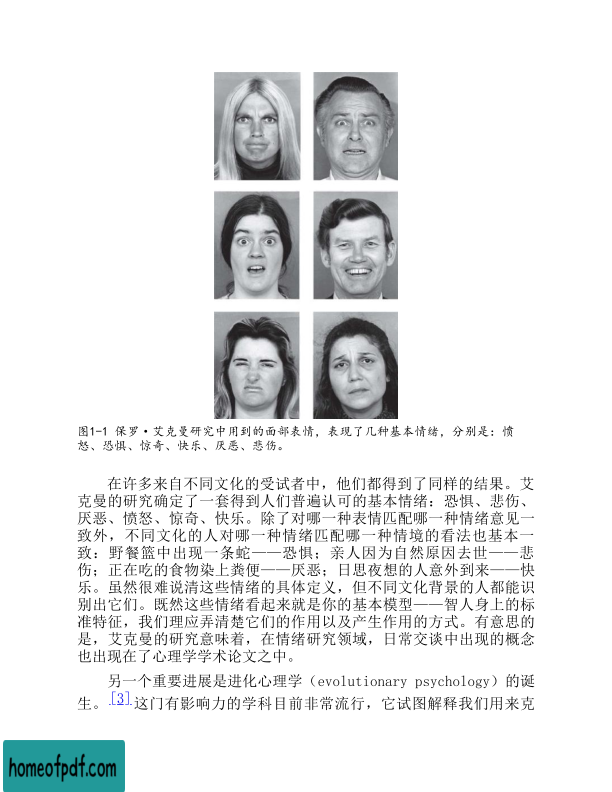 图1-1 保罗·艾克曼研究中用到的面部表情，表现了几种基本情绪，分别是：愤
怒、恐惧、惊奇、快乐、厌恶、悲伤。
在许多来自不同文化的受试者中，他们都得到了同样的结果。艾
克曼的研究确定了一套得到人们普遍认可的基本情绪：恐惧、悲伤、
厌恶、愤怒、惊奇、快乐。除了对哪一种表情匹配哪一种情绪意见一
致外，不同文化的人对哪一种情绪匹配哪一种情境的看法也基本一
致：野餐篮中出现一条蛇——恐惧；亲人因为自然原因去世——悲
伤；正在吃的食物染上粪便——厌恶；日思夜想的人意外到来——快
乐。虽然很难说清这些情绪的具体定义，但不同文化背景的人都能识
别出它们。既然这些情绪看起来就是你的基本模型——智人身上的标
准特征，我们理应弄清楚它们的作用以及产生作用的方式。有意思的
是，艾克曼的研究意味着，在情绪研究领域，日常交谈中出现的概念
也出现在了心理学学术论文之中。
另一个重要进展是进化心理学（evolutionary psychology）的诞
生。[3]这门有影响力的学科目前非常流行，它试图解释我们用来克
homeofpdf.com